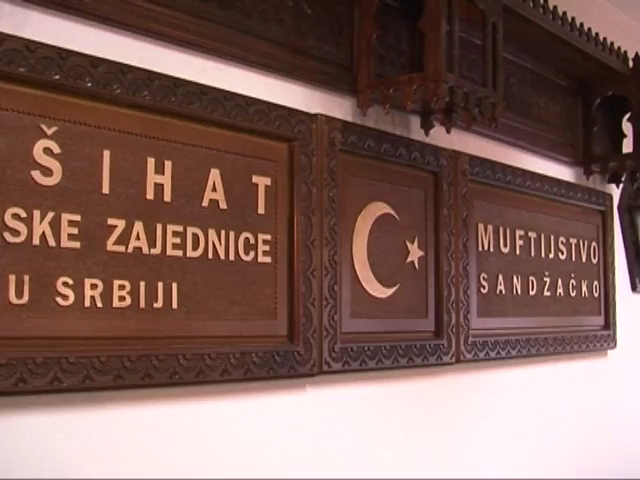 ŠIHAT
SKE ZAJEDNICE
U SRBIJI
MUFTIJSTVO
SANDŽAČKO